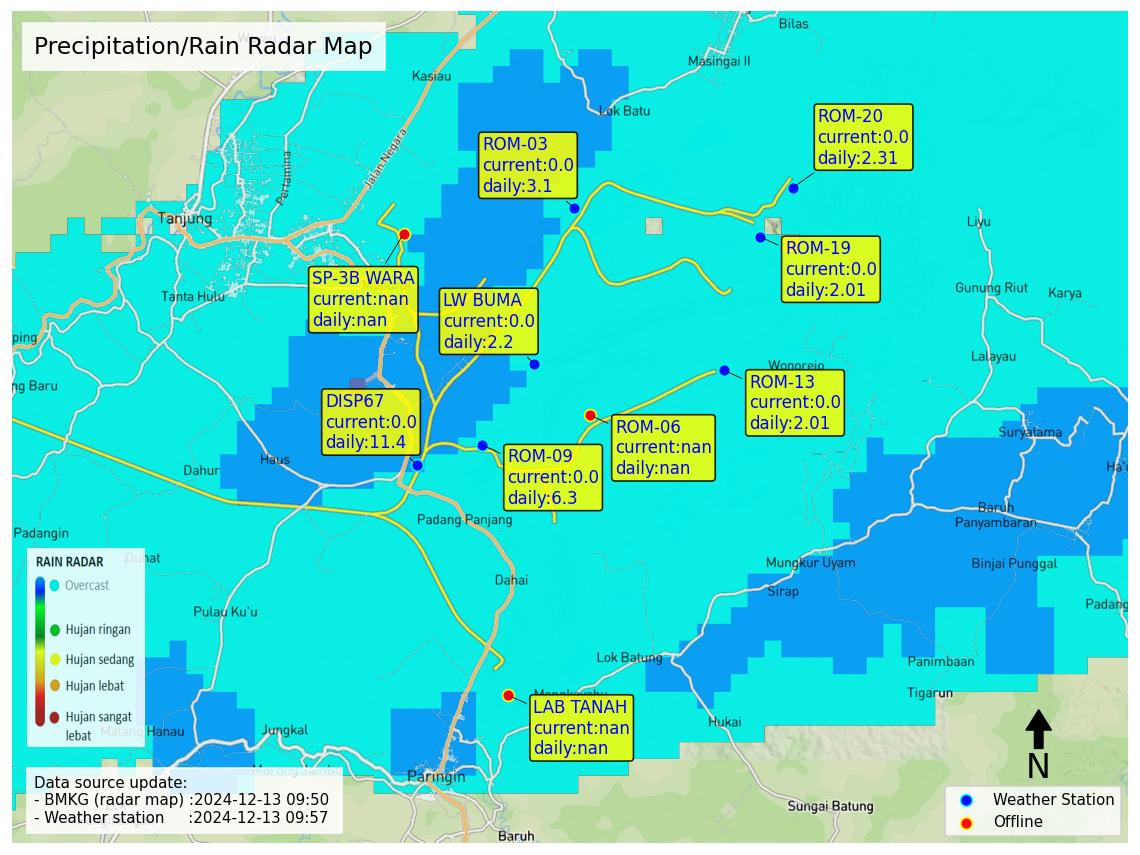 Precipitation/Rain Radar Map
Bilas
Masingai II
Kasiau
Lok Batu
ROM-20
current:0.0
daily:2.31
ROM-03
current:0.0
daily:3.1
Jalan Negara
Pertamina
Tanjung
Liyu
ROM-19
current:0.0
daily:2.01
SP-3B WARA
current:nan
daily:nan
LW BUMA
current:0.0
daily:2.2
Tanta Hulu
Gunung Riut
Karya
ping
Lalayau
Wonorejo
ng Baru
ROM-13
current:0.0
daily:2.01
DISP67
current:0.0
daily:11.4
ROM-06
current:nan
daily:nan
Suryatama
ROM-09
current:0.0
daily:6.3
Haus
Dahur
Ha'u
Baruh
Panyambaran
Padang Panjang
Padangin
RAIN RADAR
Overcast
Hujan ringan
Hujan sedang
Hujan lebat
Hujan sangat
lebat
Mungkur Uyam
Binjai Punggal
Dahai
Sirap
Padang
Pulau Ku'u
Lok Batung
Panimbaan
Tigarun
LAB TANAH
current:nan
daily:nan
Hukai
Jungkal
Paringin
N
Data source update:
- BMKG (radar map) :2024-12-13 09:50
- Weather station :2024-12-13 09:57
Weather Station
Offline
Sungai Batung
Baruh